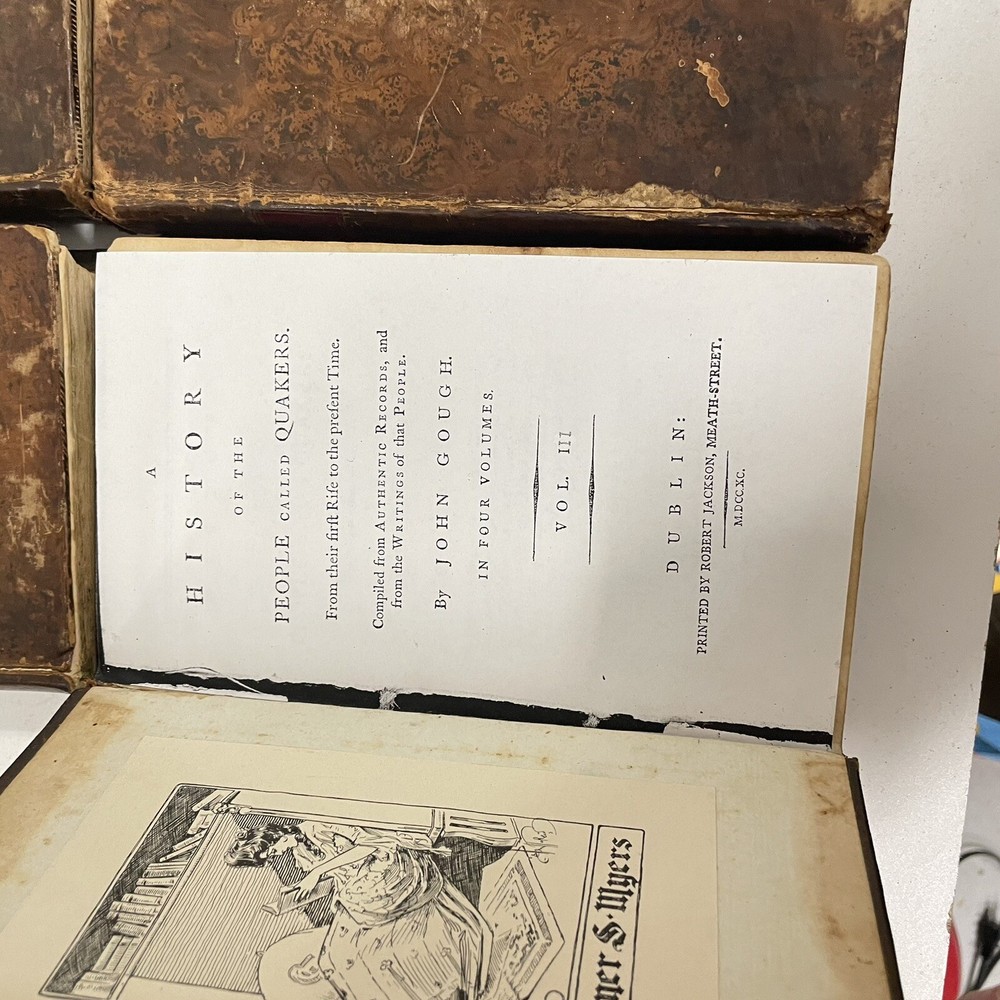 A
HISTORY
OF THE
PEOPLE CALLED QUAKERS.
From their firſt Riſe to the preſent Time.
Compiled from AUTHENTIC RECORDS, and
from the WRITINGS of that PEOPLE.
By JOHN GOUGH.
IN FOUR VOLUMES.
VOL. III
DUBLIN:
PRINTED BY ROBERT JACKSON, MEATH-STREET.
M.DCC.XC.
S. Myers